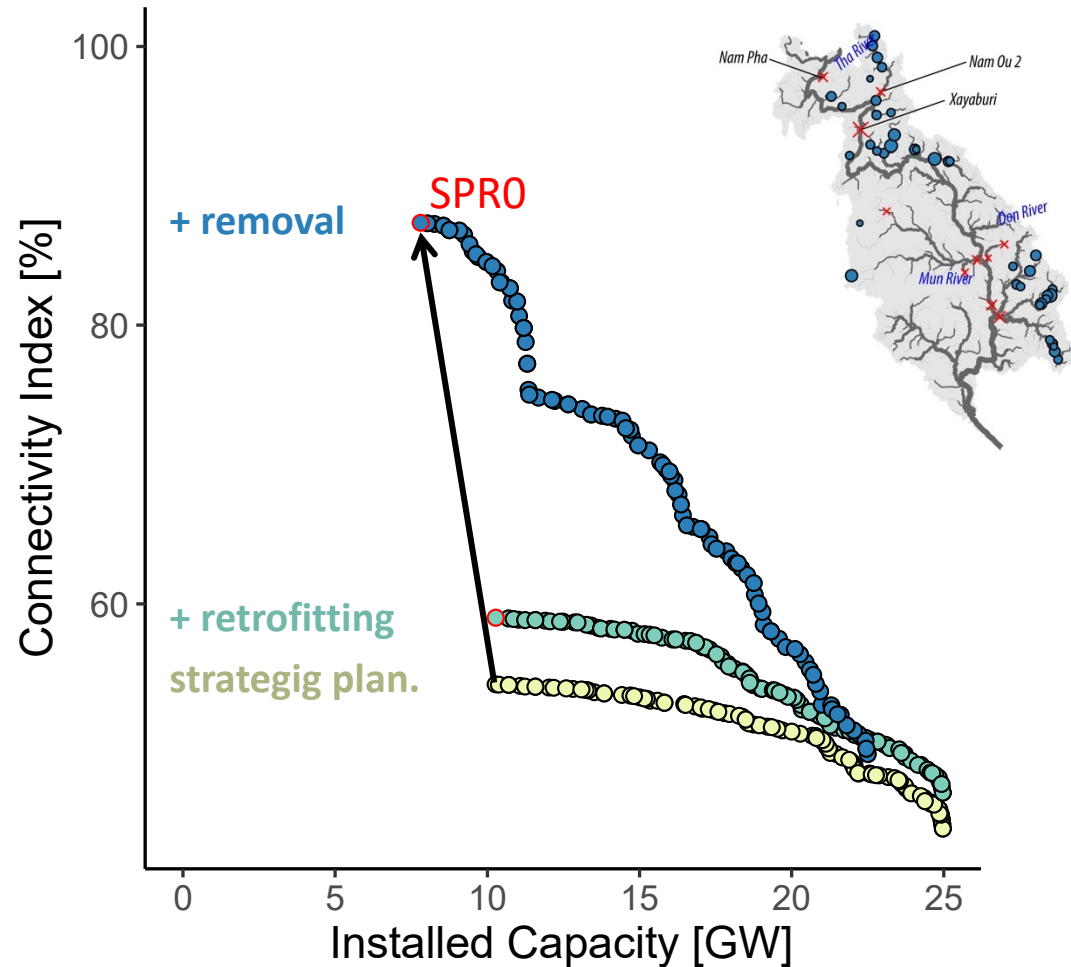 100
80
60
Connectivity Index [%]
+ removal
SPR0
+ retrofitting
strategig plan.
0
5
10
15
20
25
Installed Capacity [GW]
Nam Pha
Tha River
Nam Ou 2
Xayaburi
Don River
Mun River